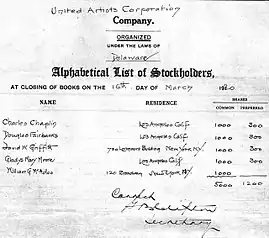 United Artists Corporation
Company.
ORGANIZED
UNDER THE LAWS OF
Delaware
Alphabetical List of Stockholders,
AT CLOSING OF BOOKS ON THE 16th DAY OF March 1920
SHARES
NAME RESIDENCE COMMON PREFERRED
Charles Chaplin Los Angeles Calif. 1000 300
Douglas Fairbanks Los Angeles Calif. 1000 300
David W Griffith Longacre Building New York N.Y. 1000 300
Gladys Mary Moore Los Angeles Calif 1000 300
William G McAdoo 120 Broadway New York N.Y. 1000
5000 1200
Secretary